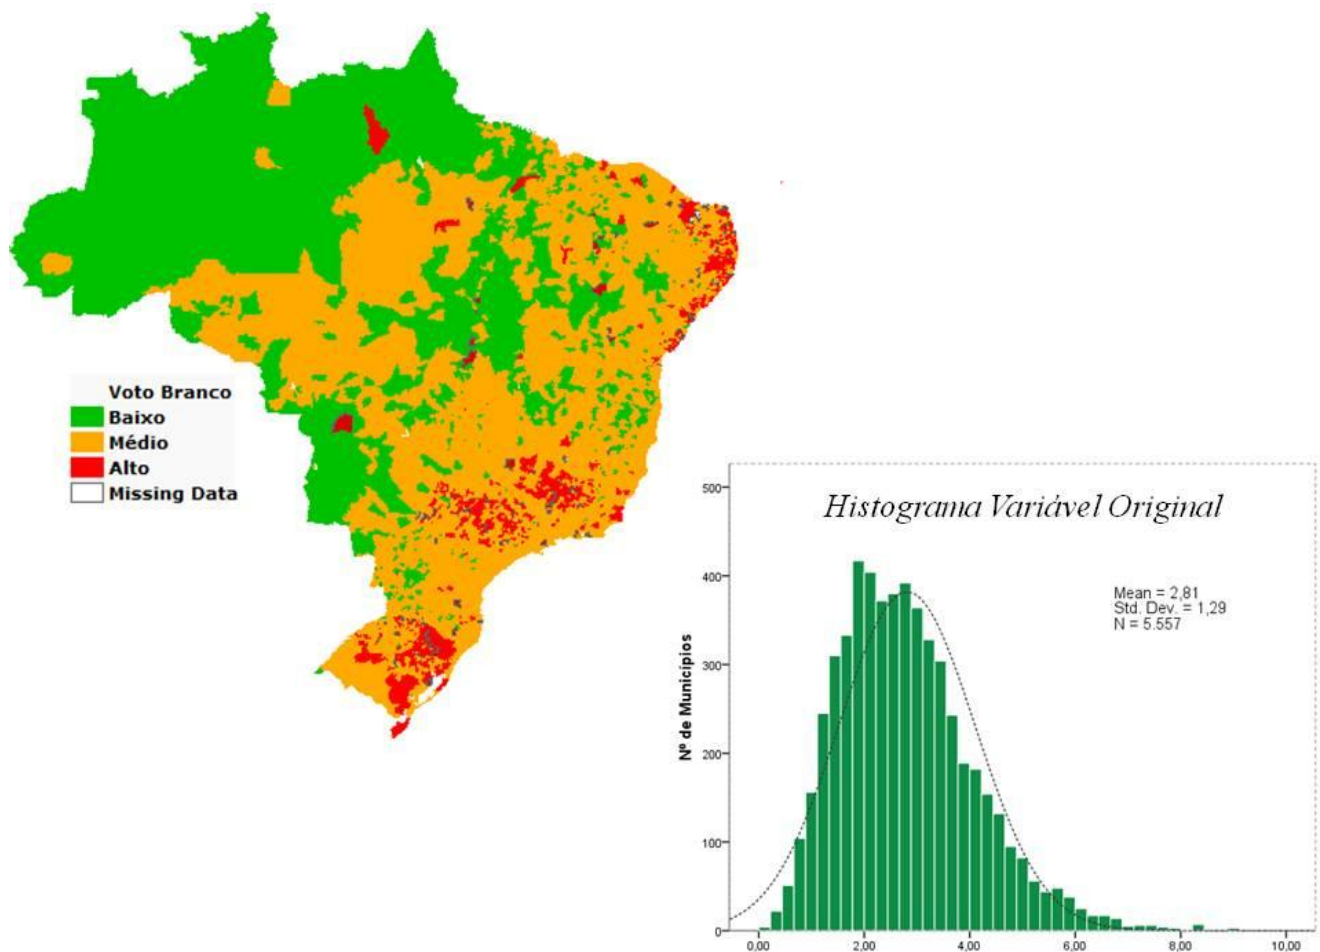 Voto Branco
Baixo
Médio
Alto
Missing Data
Histograma Variável Original
Mean = 2,81
Std. Dev. = 1,29
N = 5.557
Nº de Municípios
500
400
300
200
100
0
0,00 2,00 4,00 6,00 8,00 10,00